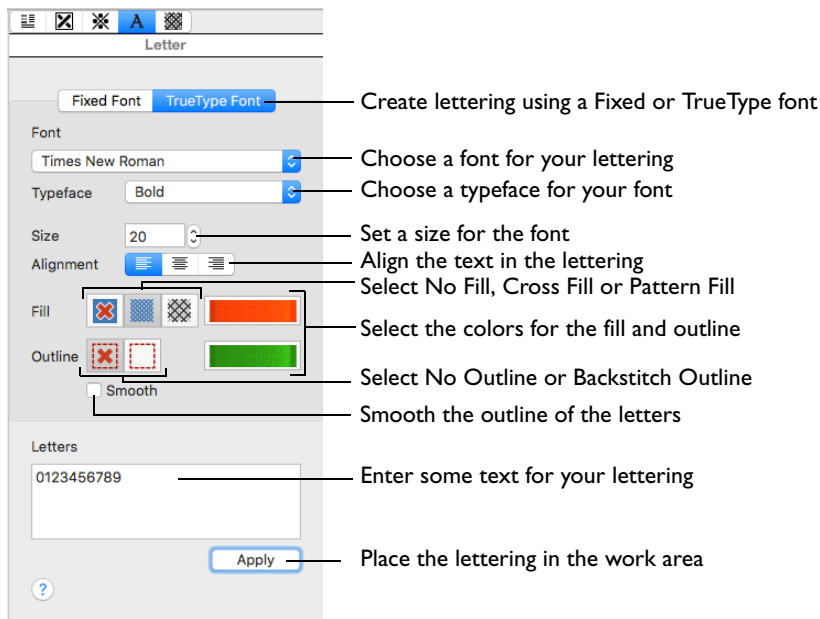 A
Letter
Fixed Font TrueType Font Create lettering using a Fixed or TrueType font
Font
Times New Roman Choose a font for your lettering
Typeface Bold Choose a typeface for your font
Size 20 Set a size for the font
Alignment Align the text in the lettering
Select No Fill, Cross Fill or Pattern Fill
Fill Select the colors for the fill and outline
Outline Select No Outline or Backstitch Outline
Smooth Smooth the outline of the letters
Letters
0123456789 Enter some text for your lettering
Apply Place the lettering in the work area
?